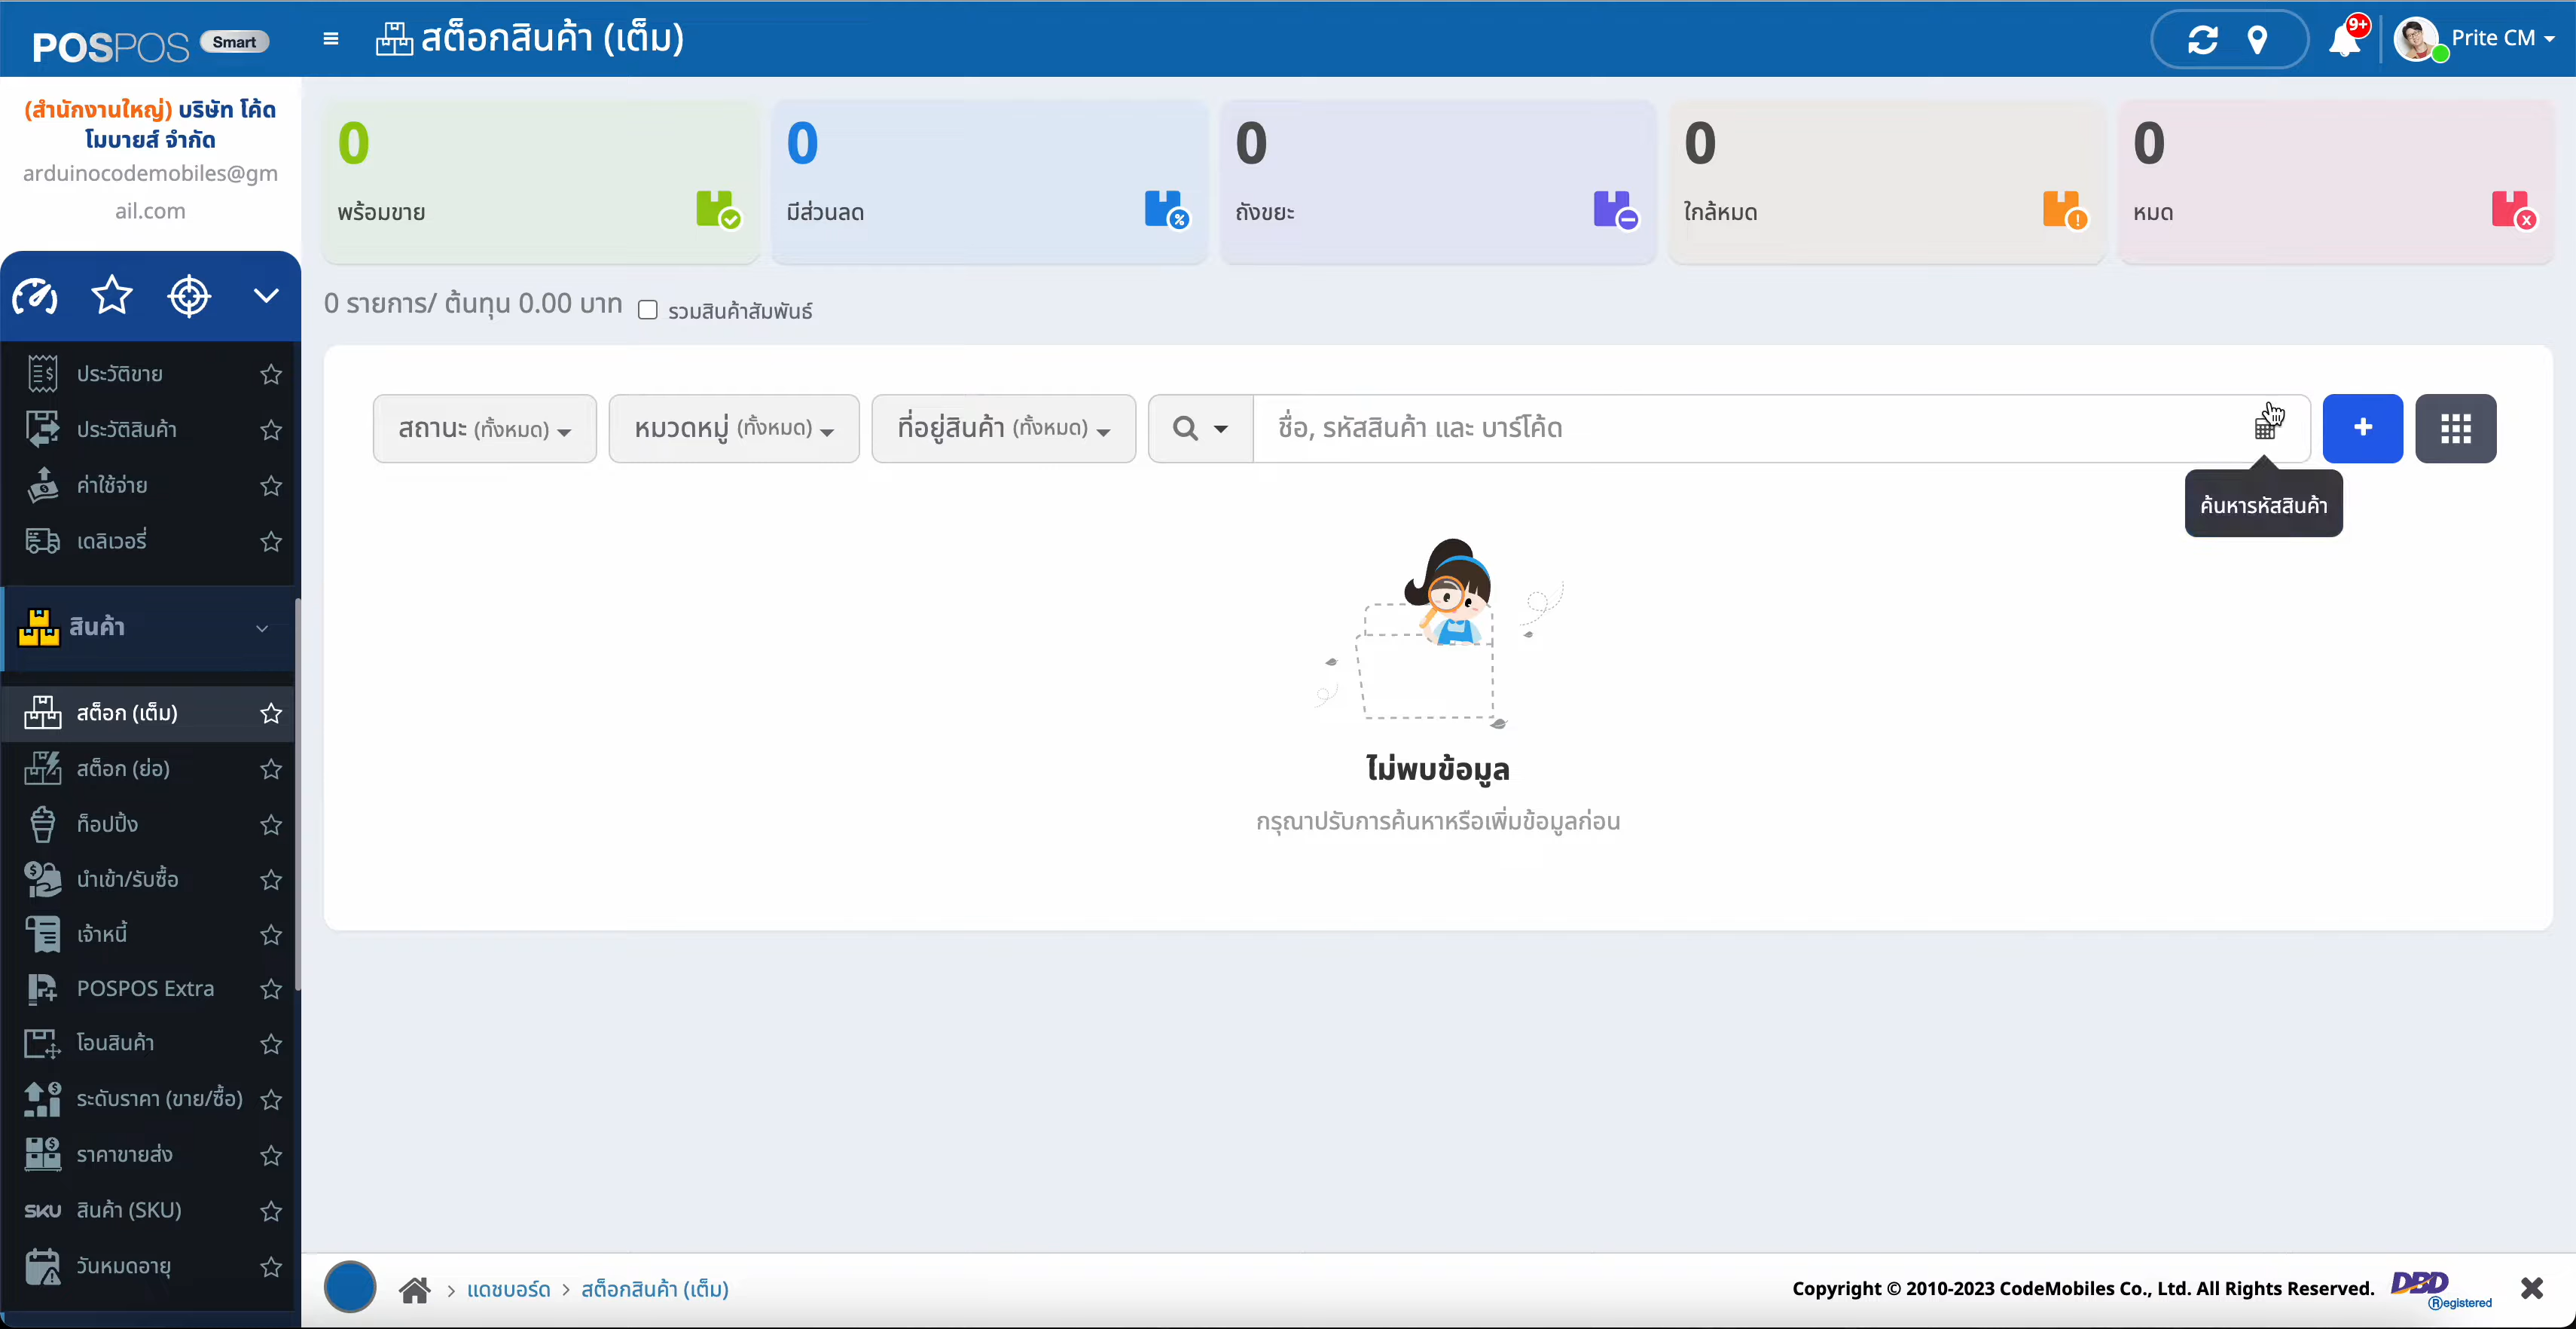 POSPOS Smart
สต็อกสินค้า (เต็ม)
9+
Prite CM
(สำนักงานใหญ่) บริษัท โค้ด
โมบายส์ จำกัด
arduinocodemobiles@gm
ail.com
0
พร้อมขาย
0
มีส่วนลด
0
ถังขยะ
0
ใกล้หมด
0
หมด
0 รายการ/ ต้นทุน 0.00 บาท
รวมสินค้าสัมพันธ์
สถานะ (ทั้งหมด)
หมวดหมู่ (ทั้งหมด)
ที่อยู่สินค้า (ทั้งหมด)
ชื่อ, รหัสสินค้า และ บาร์โค้ด
ค้นหารหัสสินค้า
ไม่พบข้อมูล
กรุณาปรับการค้นหาหรือเพิ่มข้อมูลก่อน
ประวัติขาย
ประวัติสินค้า
ค่าใช้จ่าย
เดลิเวอรี่
สินค้า
สต็อก (เต็ม)
สต็อก (ย่อ)
ท็อปปิ้ง
นำเข้า/รับซื้อ
เจ้าหนี้
POSPOS Extra
โอนสินค้า
ระดับราคา (ขาย/ซื้อ)
ราคาขายส่ง
SKU สินค้า (SKU)
วันหมดอายุ
แดชบอร์ด > สต็อกสินค้า (เต็ม)
Copyright © 2010-2023 CodeMobiles Co., Ltd. All Rights Reserved.
DBD
Registered